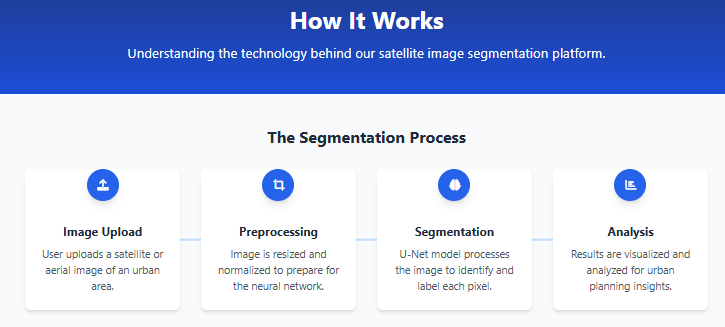 How It Works
Understanding the technology behind our satellite image segmentation platform.
The Segmentation Process
Image Upload
User uploads a satellite or
aerial image of an urban
area.
Preprocessing
Image is resized and
normalized to prepare for
the neural network.
Segmentation
U-Net model processes
the image to identify and
label each pixel.
Analysis
Results are visualized and
analyzed for urban
planning insights.